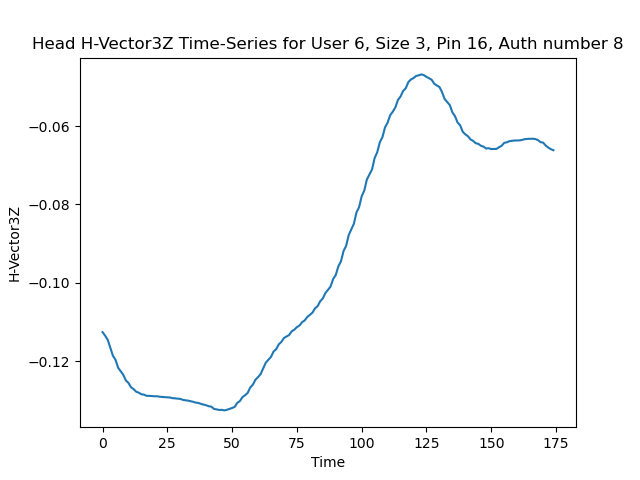 Head H-Vector3Z Time-Series for User 6, Size 3, Pin 16, Auth number 8
H-Vector3Z
−0.06
−0.08
−0.10
−0.12
0 25 50 75 100 125 150 175
Time